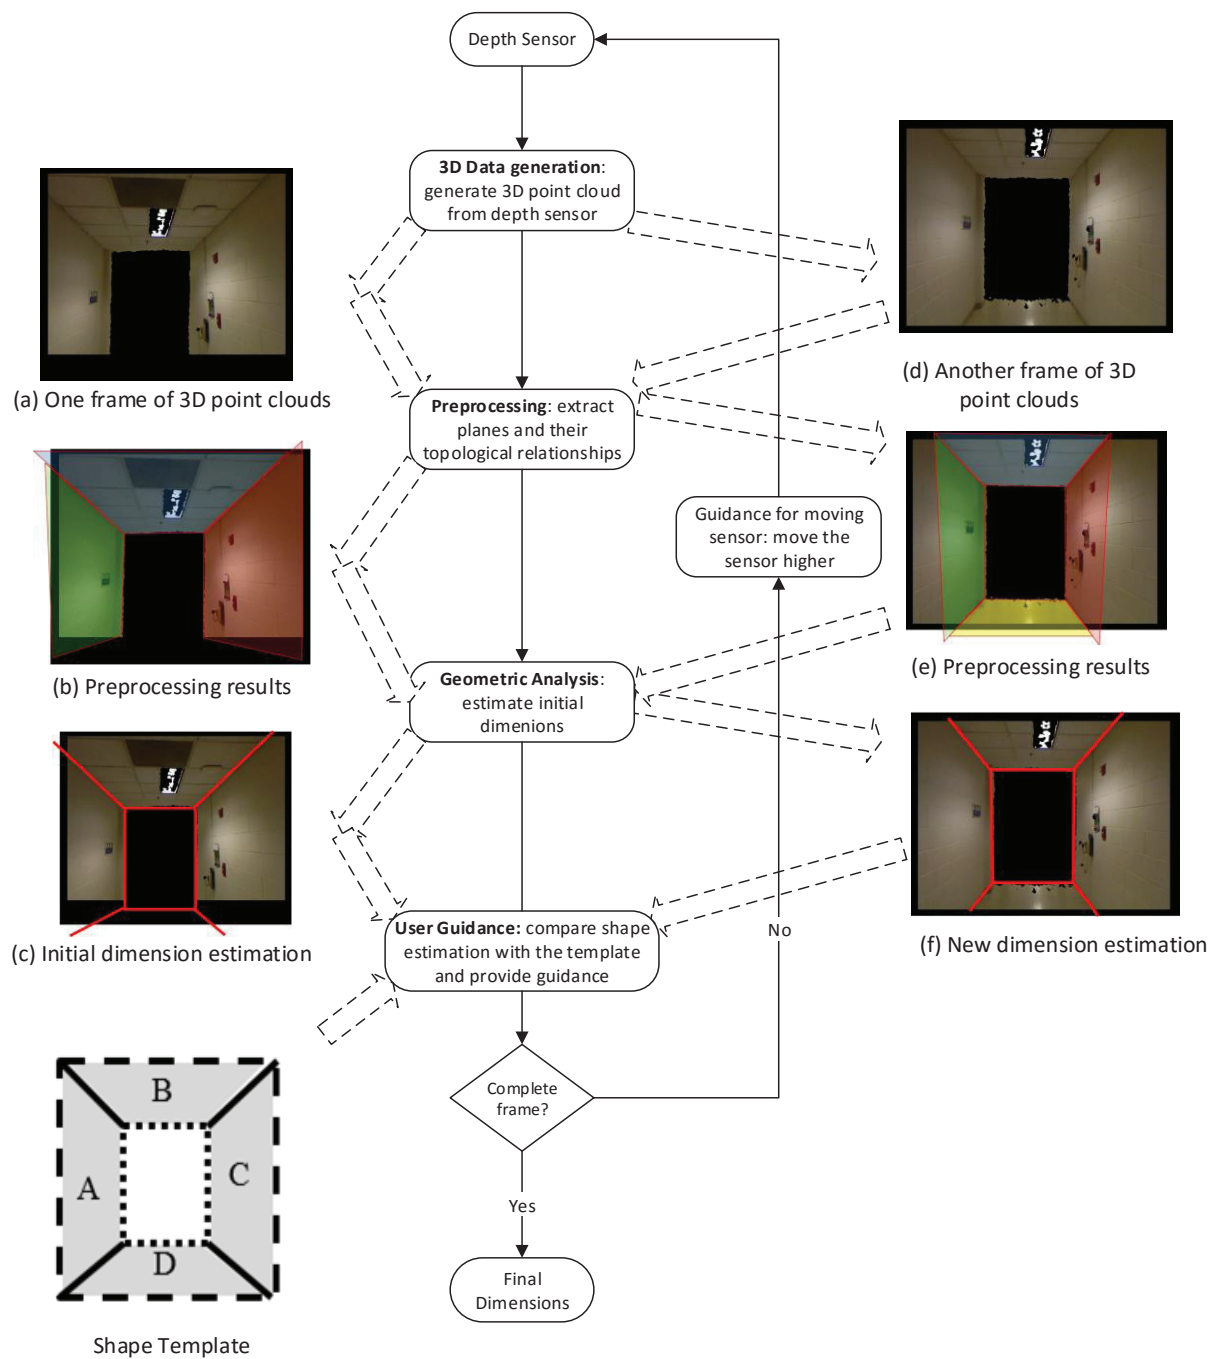 Depth Sensor
3D Data generation:
generate 3D point cloud
from depth sensor
(a) One frame of 3D point clouds
(d) Another frame of 3D
point clouds
Preprocessing: extract
planes and their
topological relationships
Guidance for moving
sensor: move the
sensor higher
(b) Preprocessing results
(e) Preprocessing results
Geometric Analysis:
estimate initial
dimenions
(c) Initial dimension estimation
(f) New dimension estimation
User Guidance: compare shape
estimation with the template
and provide guidance
No
Complete
frame?
Yes
Final
Dimensions
B
A
C
D
Shape Template